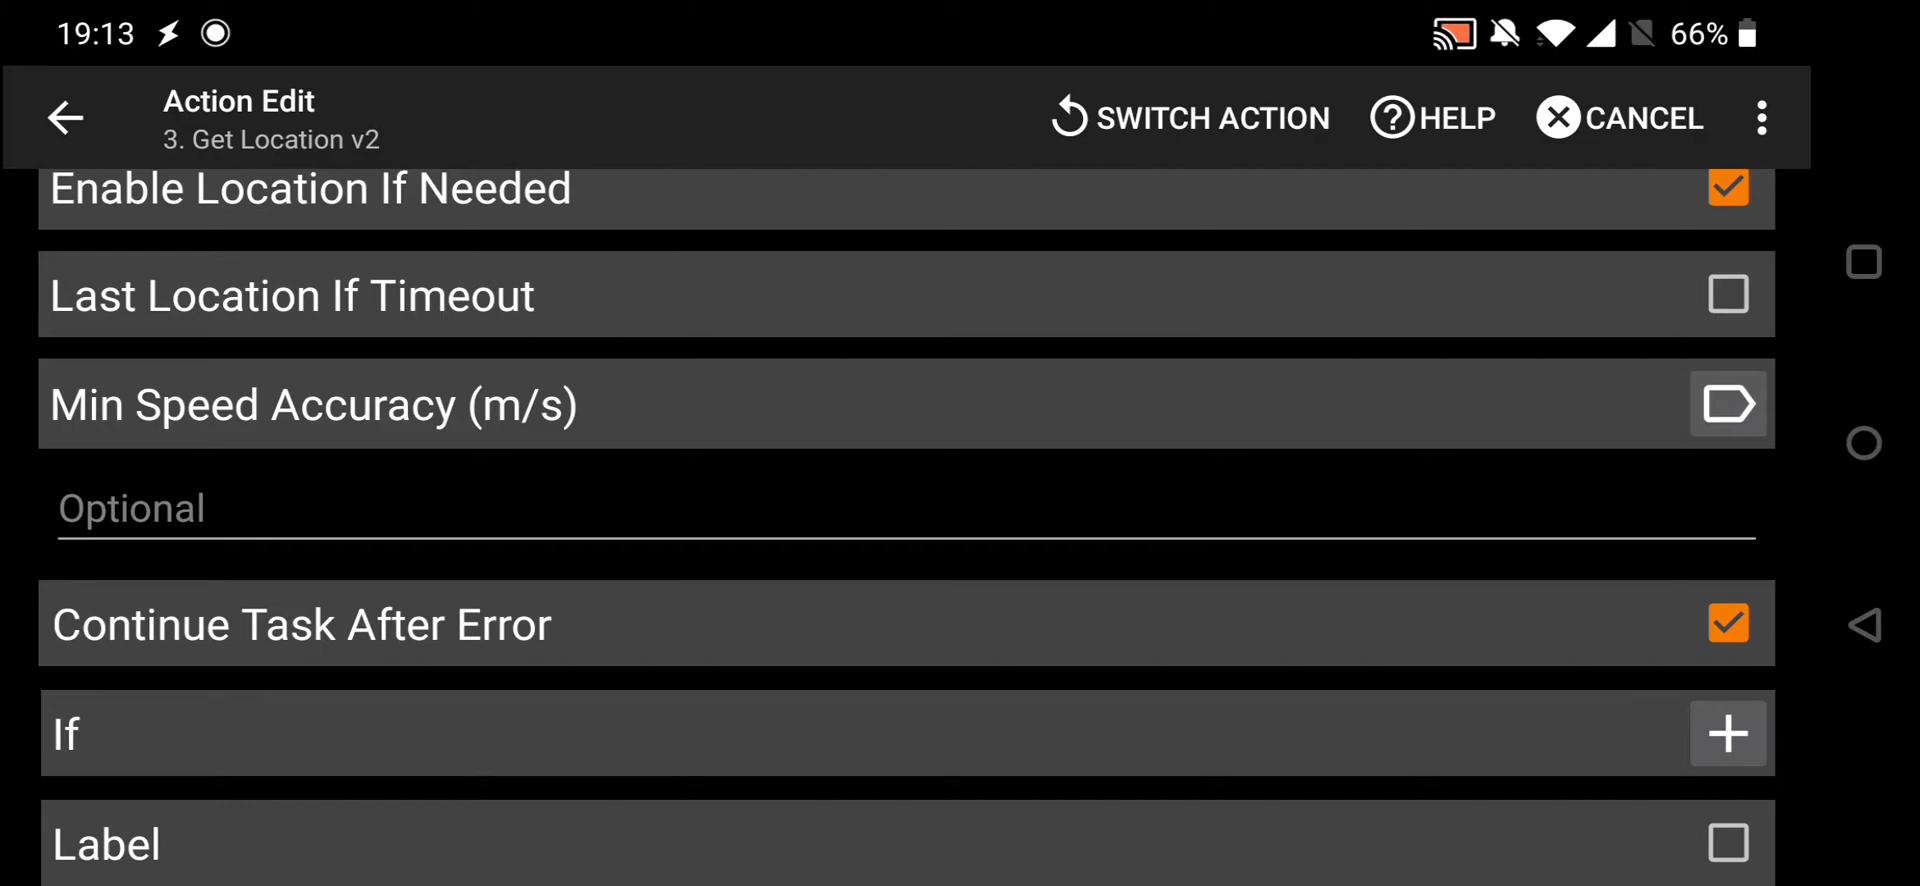 19:13
66%
Action Edit
3. Get Location v2
SWITCH ACTION
HELP
CANCEL
Enable Location If Needed
Last Location If Timeout
Min Speed Accuracy (m/s)
Optional
Continue Task After Error
If
Label